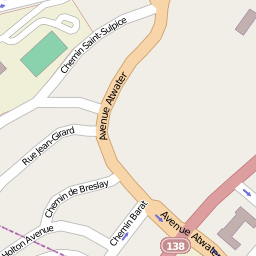 Chemin Saint-Sulpice
Avenue Atwater
Rue Jean-Girard
Chemin de Breslay
Chemin Barat
Avenue Atwater
138
Holton Avenue